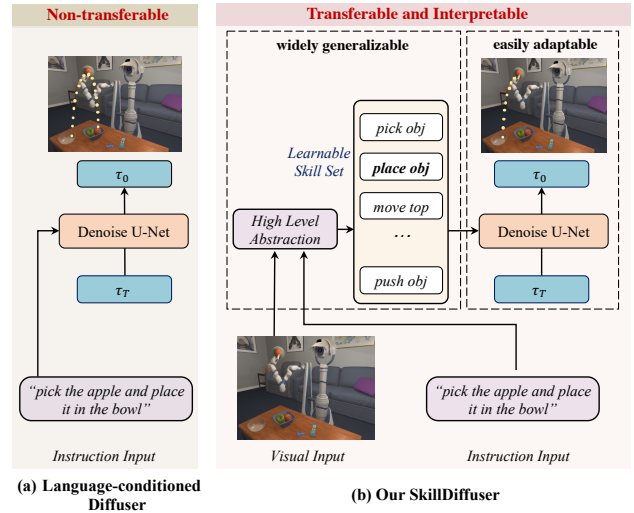 Non-transferable
τ0
Denoise U-Net
τT
“pick the apple and place
it in the bowl”
Instruction Input
(a) Language-conditioned
Diffuser
Transferable and Interpretable
widely generalizable
easily adaptable
Learnable
Skill Set
pick obj
place obj
move top
...
push obj
High Level
Abstraction
τ0
Denoise U-Net
τT
“pick the apple and place
it in the bowl”
Visual Input
Instruction Input
(b) Our SkillDiffuser